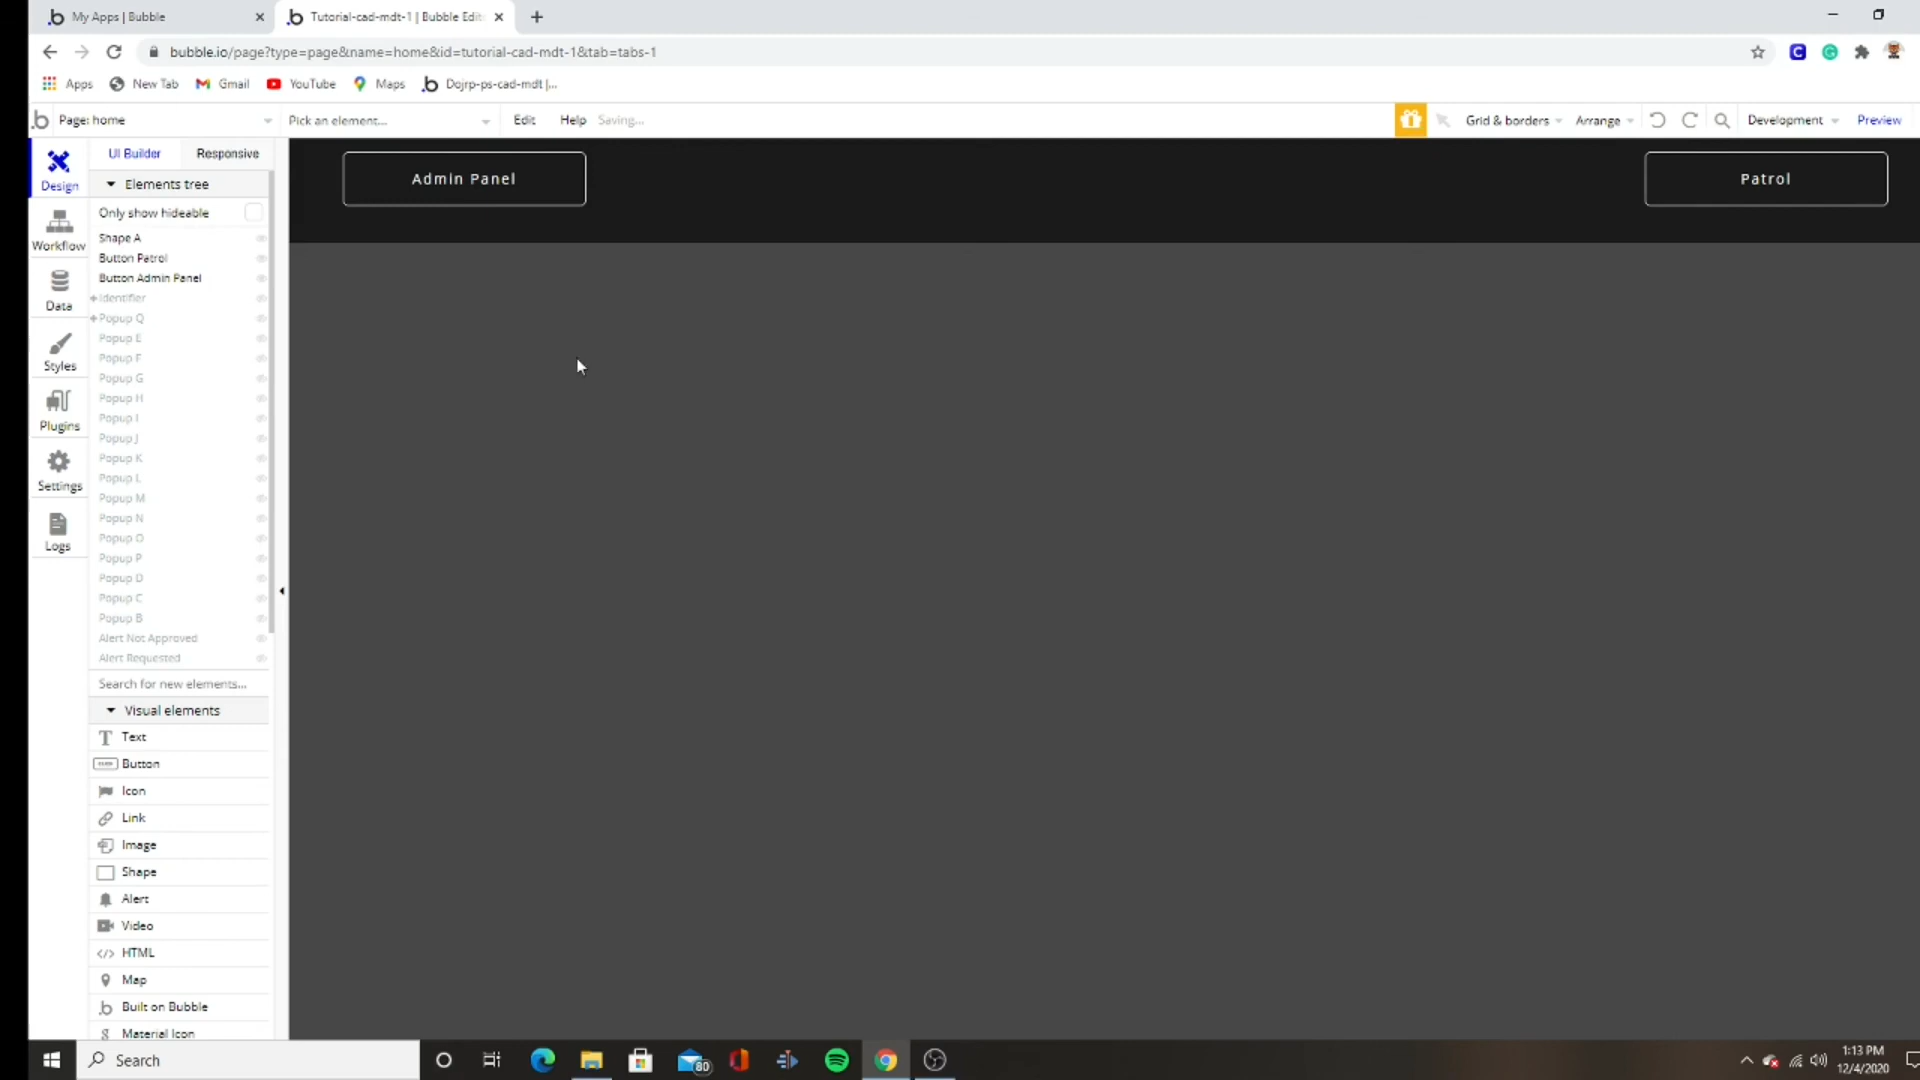 My Apps | Bubble
Tutorial-cad-mdt-1 | Bubble Edit
bubble.io/page?type=page&name=home&id=tutorial-cad-mdt-1&tab=tabs-1
Apps
New Tab
Gmail
YouTube
Maps
Dojrp-ps-cad-mdt |...
Page: home
Pick an element...
Edit
Help
Saving...
Grid & borders
Arrange
Development
Preview
UI Builder
Responsive
Design
Elements tree
Only show hideable
Shape A
Button Patrol
Button Admin Panel
Identifier
Popup Q
Popup E
Popup F
Popup G
Popup H
Popup I
Popup J
Popup K
Popup L
Popup M
Popup N
Popup O
Popup P
Popup D
Popup C
Popup B
Alert Not Approved
Alert Requested
Workflow
Data
Styles
Plugins
Settings
Logs
Search for new elements...
Visual elements
Text
Button
Icon
Link
Image
Shape
Alert
Video
HTML
Map
Built on Bubble
Material Icon
Admin Panel
Patrol
Search
80
1:13 PM
12/4/2020